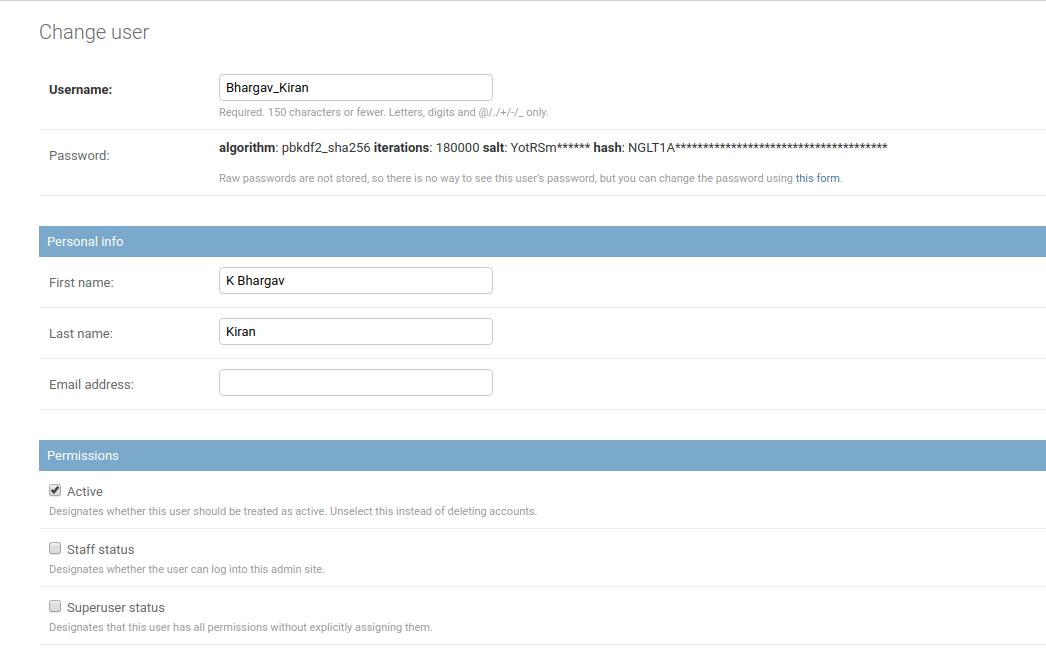 Change user
Username: Bhargav_Kiran
Required. 150 characters or fewer. Letters, digits and @/./+/-/_ only.
Password: algorithm: pbkdf2_sha256 iterations: 180000 salt: YotRSm****** hash: NGLT1A**************************************
Raw passwords are not stored, so there is no way to see this user's password, but you can change the password using this form.
Personal info
First name: K Bhargav
Last name: Kiran
Email address:
Permissions
Active
Designates whether this user should be treated as active. Unselect this instead of deleting accounts.
Staff status
Designates whether the user can log into this admin site.
Superuser status
Designates that this user has all permissions without explicitly assigning them.